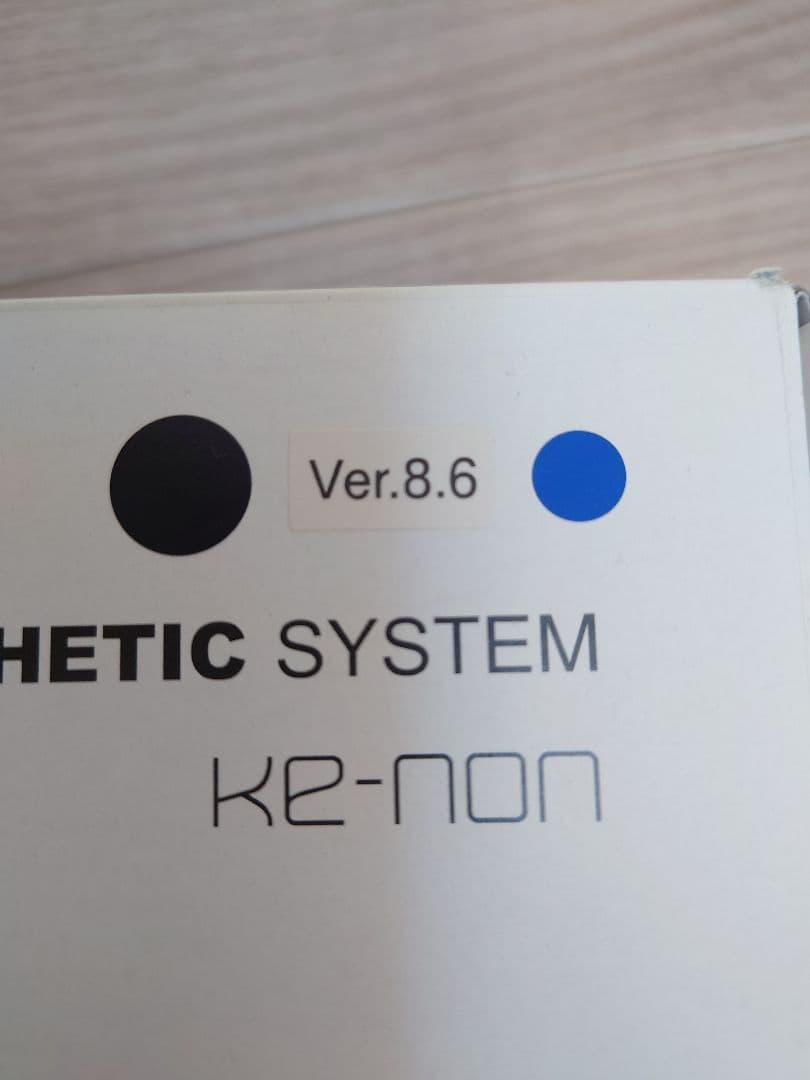 Ver.8.6
HETIC SYSTEM
ke-non